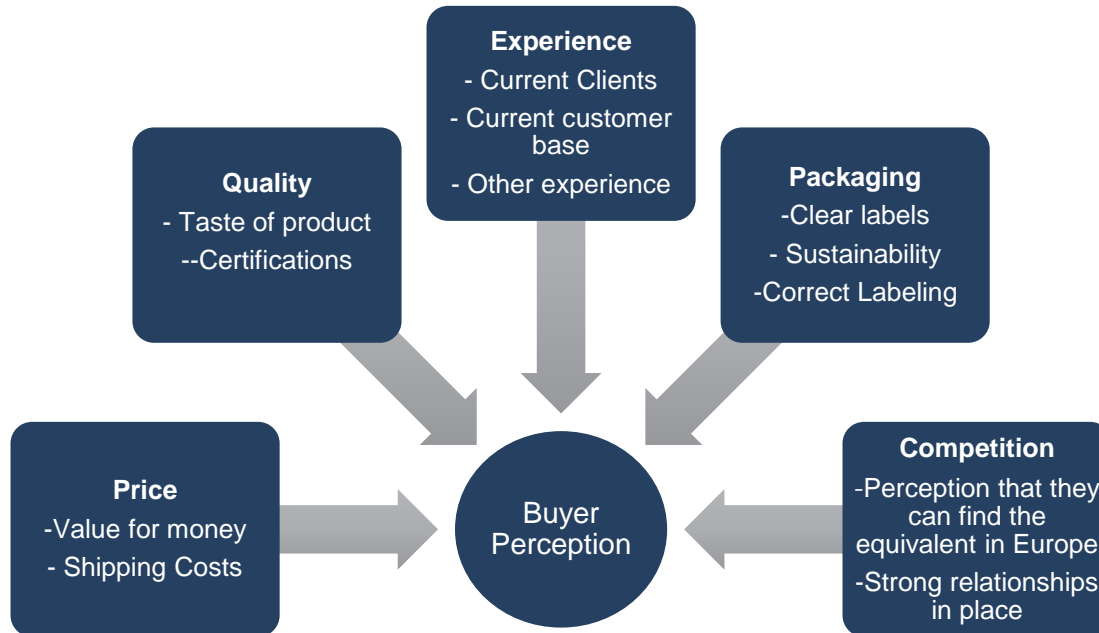 Experience
- Current Clients
- Current customer
base
- Other experience
Quality
- Taste of product
--Certifications
Packaging
-Clear labels
- Sustainability
-Correct Labeling
Price
-Value for money
- Shipping Costs
Buyer
Perception
Competition
-Perception that they
can find the
equivalent in Europe
-Strong relationships
in place